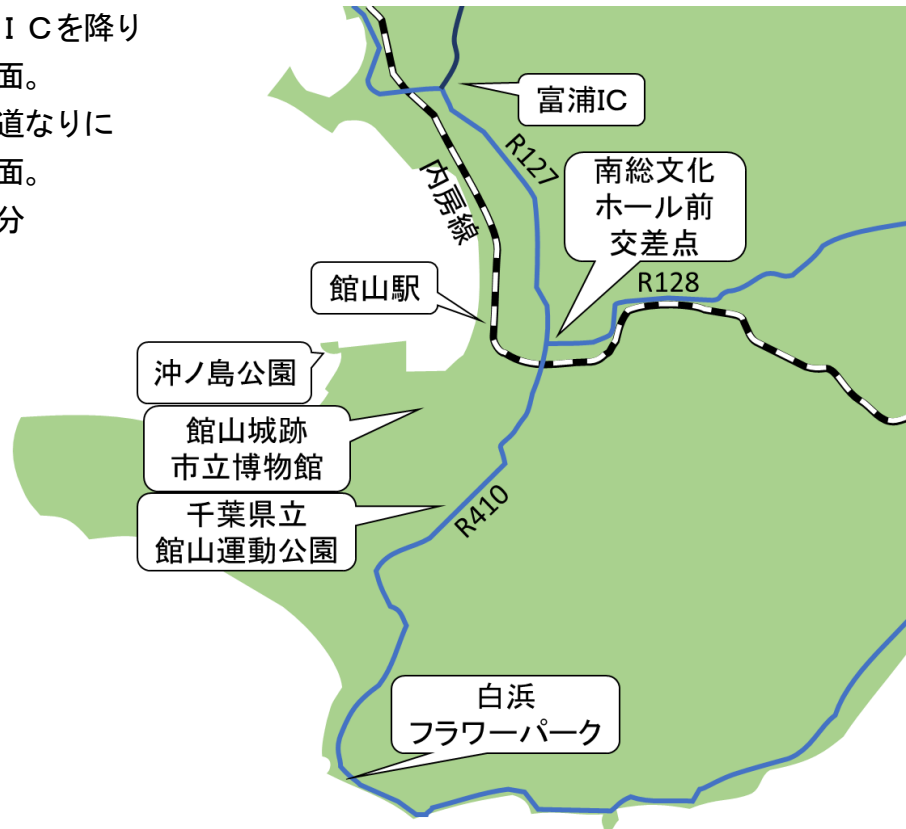 ＩＣを降り
面。
道なりに
面。
分
富浦IC
R127
内房線
南総文化
ホール前
交差点
R128
館山駅
沖ノ島公園
館山城跡
市立博物館
千葉県立
館山運動公園
R410
白浜
フラワーパーク